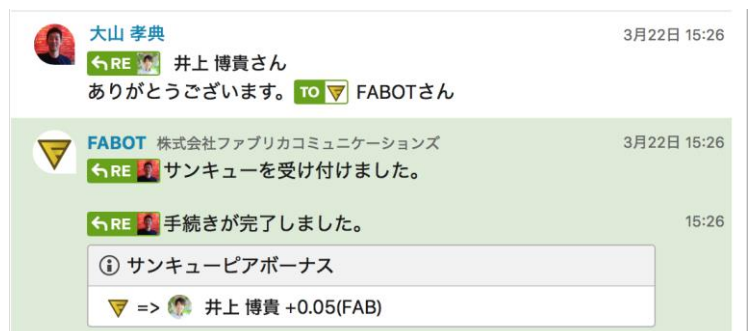 大山 孝典 3月22日 15:26
RE 井上 博貴さん
ありがとうございます。 TO FABOTさん
FABOT 株式会社ファブリカコミュニケーションズ 3月22日 15:26
RE サンキューを受け付けました。
RE 手続きが完了しました。 15:26
サンキューピアボーナス
=> 井上 博貴 +0.05(FAB)